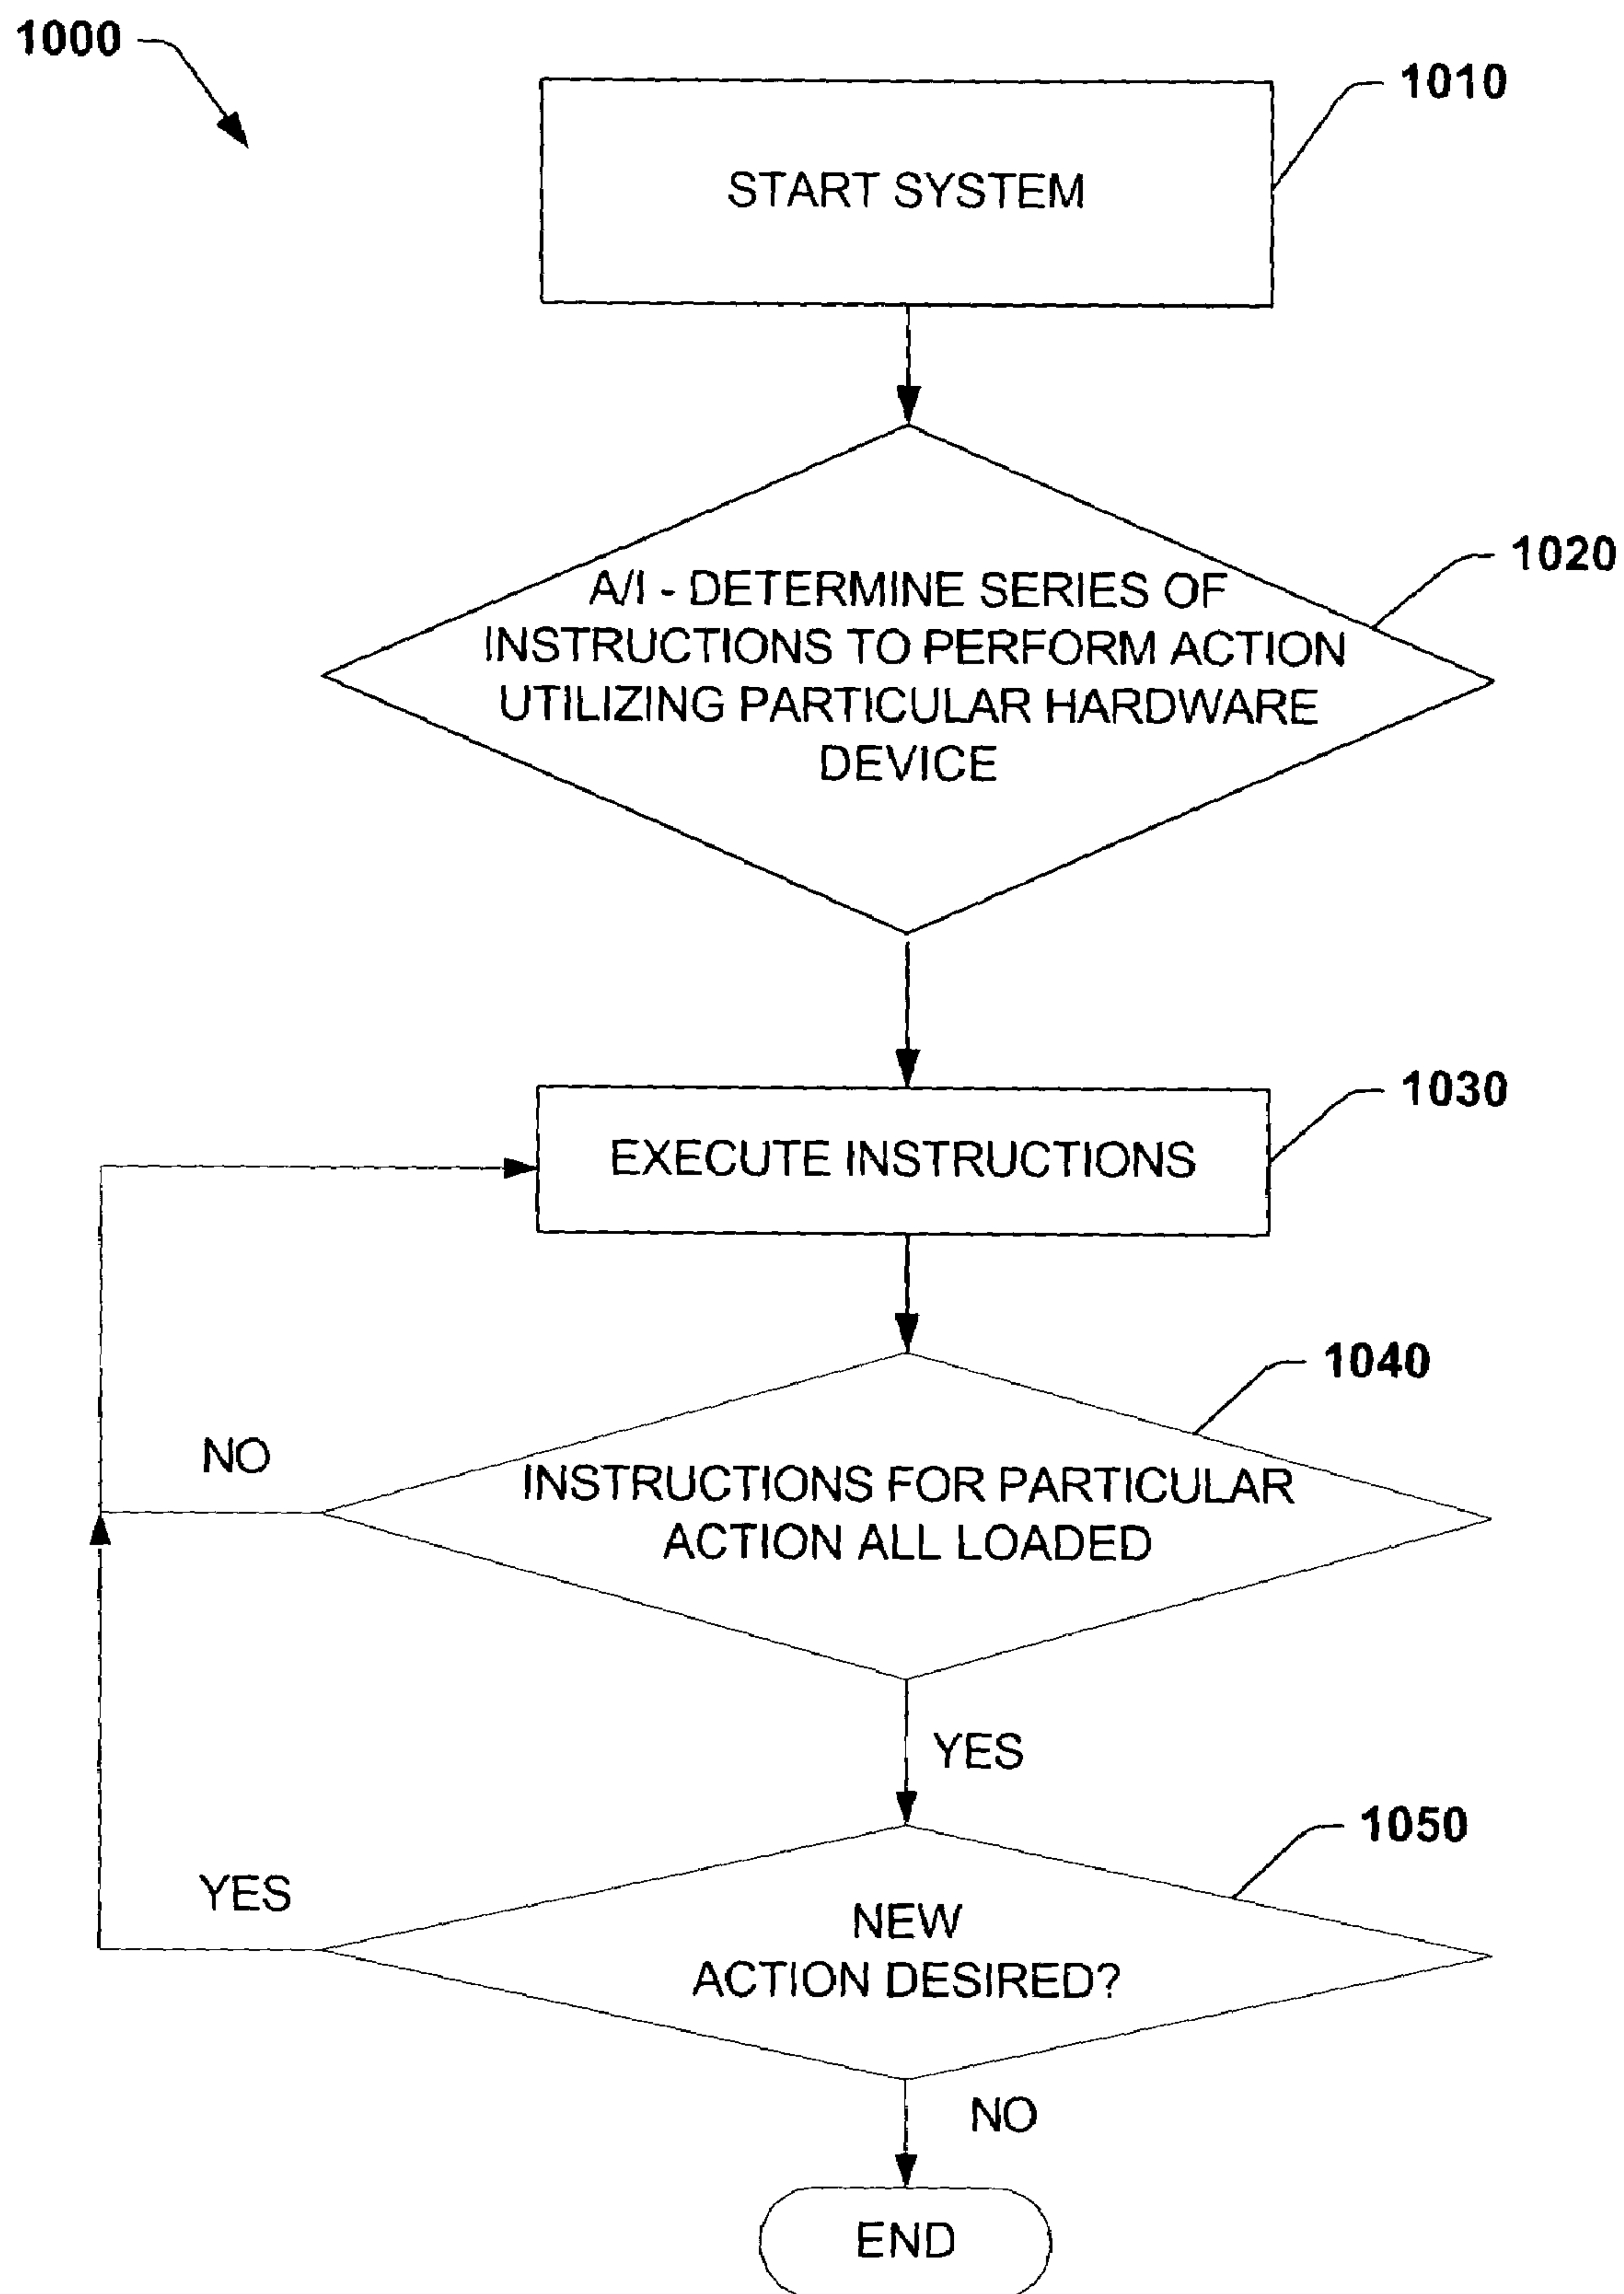 1000
1010
START SYSTEM
1020
A/I - DETERMINE SERIES OF
INSTRUCTIONS TO PERFORM ACTION
UTILIZING PARTICULAR HARDWARE
DEVICE
1030
EXECUTE INSTRUCTIONS
1040
NO
INSTRUCTIONS FOR PARTICULAR
ACTION ALL LOADED
YES
1050
YES
NEW
ACTION DESIRED?
NO
END